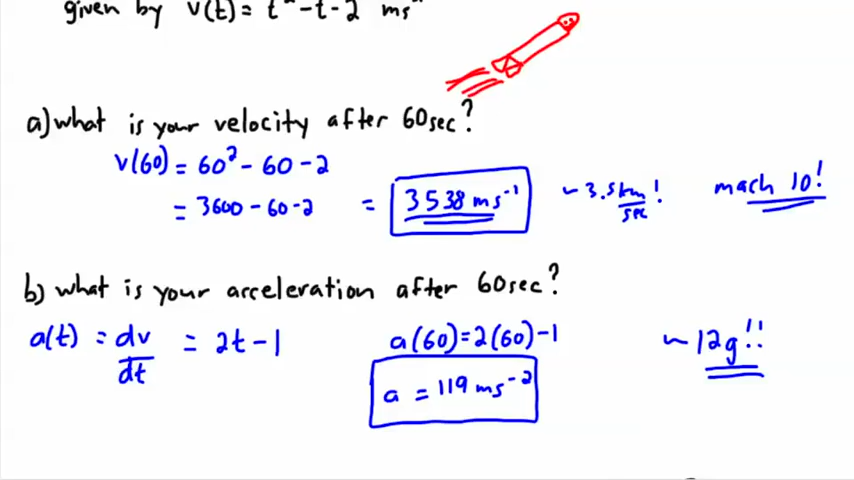 given by v(t) = t² - t - 2 ms
a) what is your velocity after 60sec?
v(60) = 60² - 60 - 2
= 3600 - 60 - 2 = 3538 ms⁻¹ ~ 3.5 km/sec! mach 10!
b) what is your acceleration after 60sec?
a(t) = dv/dt = 2t - 1 a(60) = 2(60) - 1 ~ 12g!!
a = 119 ms⁻²